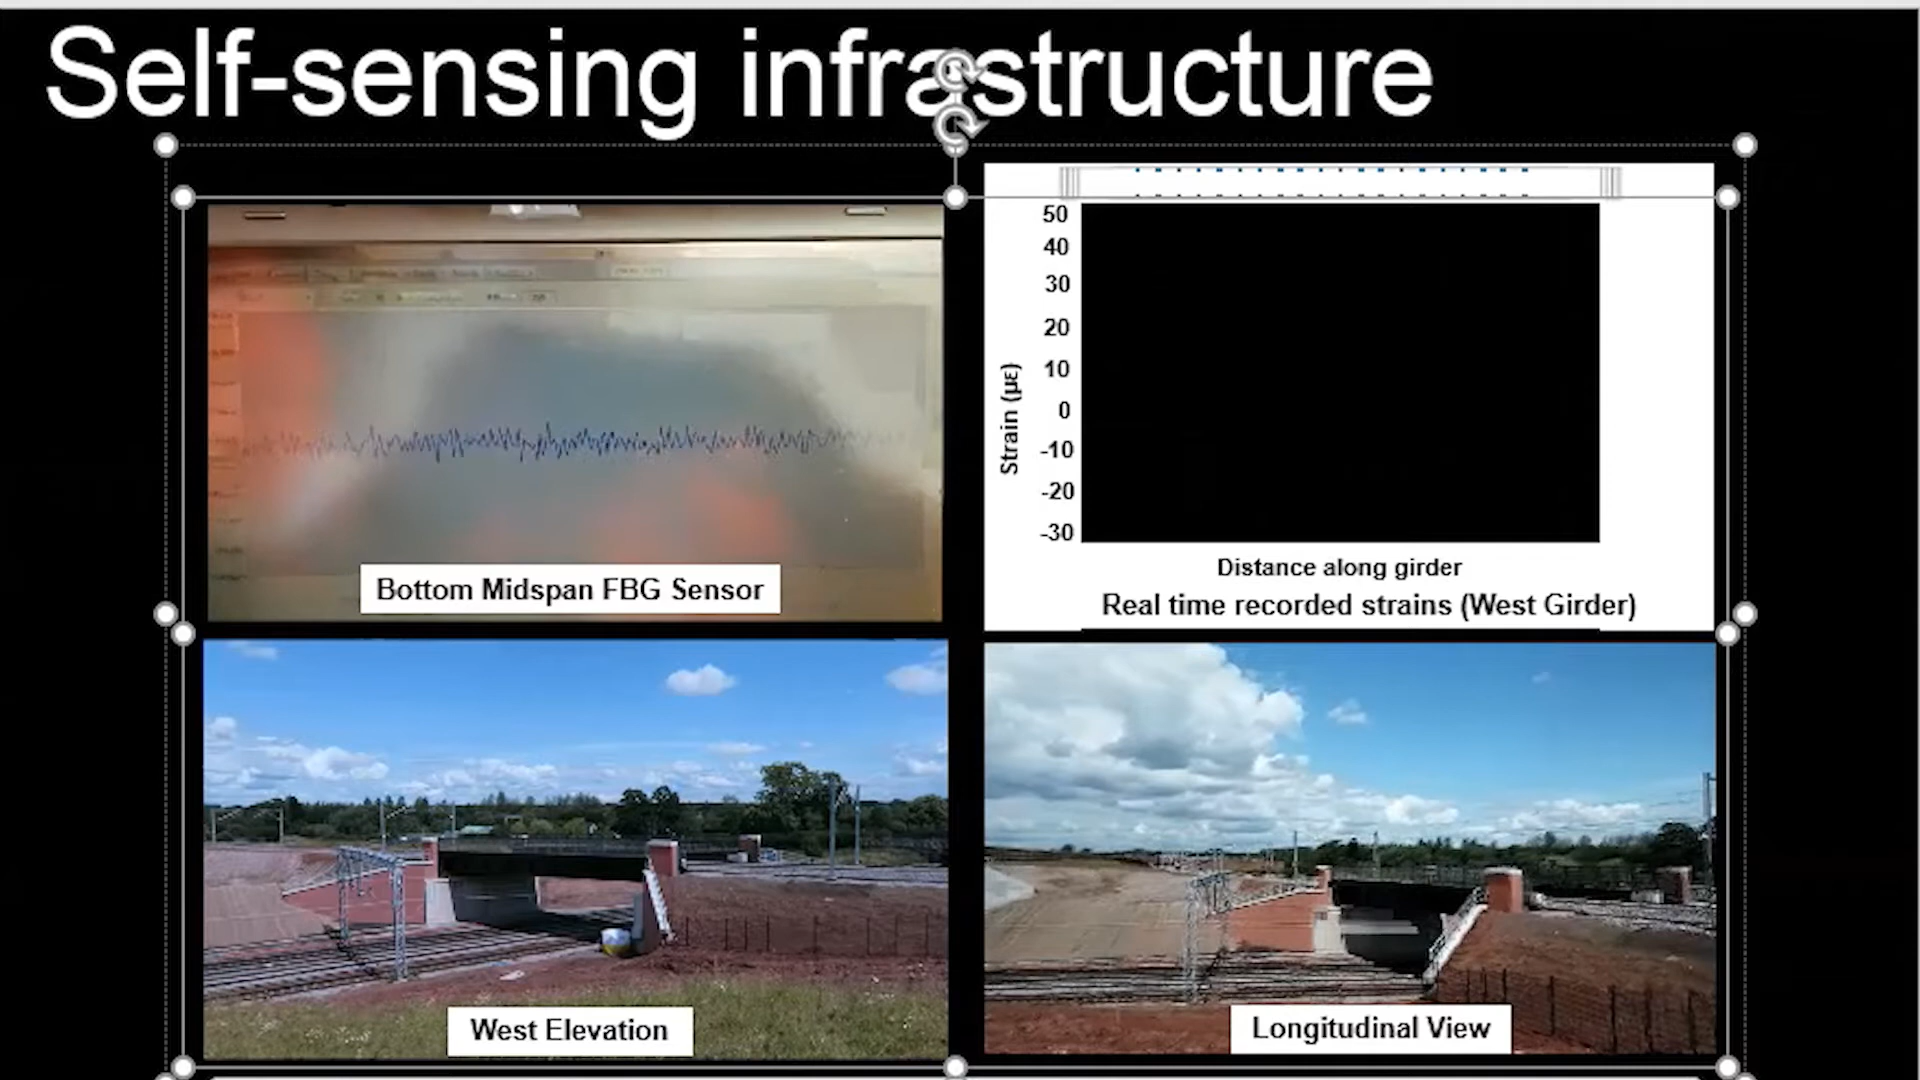 Self-sensing infrastructure
Bottom Midspan FBG Sensor
50
40
30
20
10
0
-10
-20
-30
Strain (με)
Distance along girder
Real time recorded strains (West Girder)
West Elevation
Longitudinal View